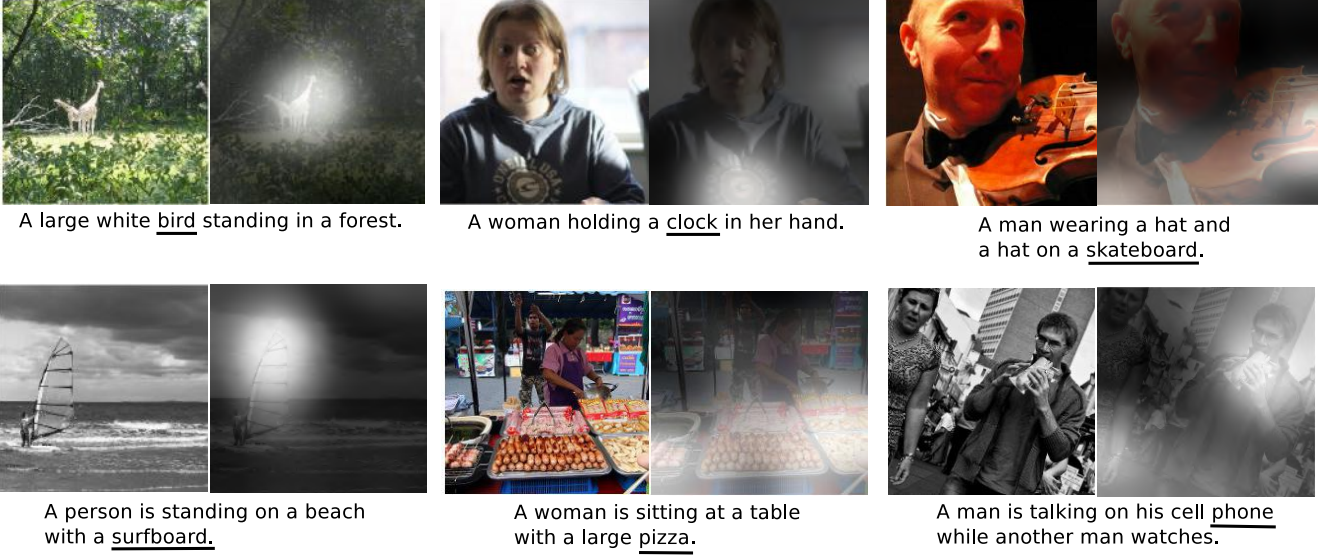 A large white bird standing in a forest.
A woman holding a clock in her hand.
A man wearing a hat and
a hat on a skateboard.
A person is standing on a beach
with a surfboard.
A woman is sitting at a table
with a large pizza.
A man is talking on his cell phone
while another man watches.